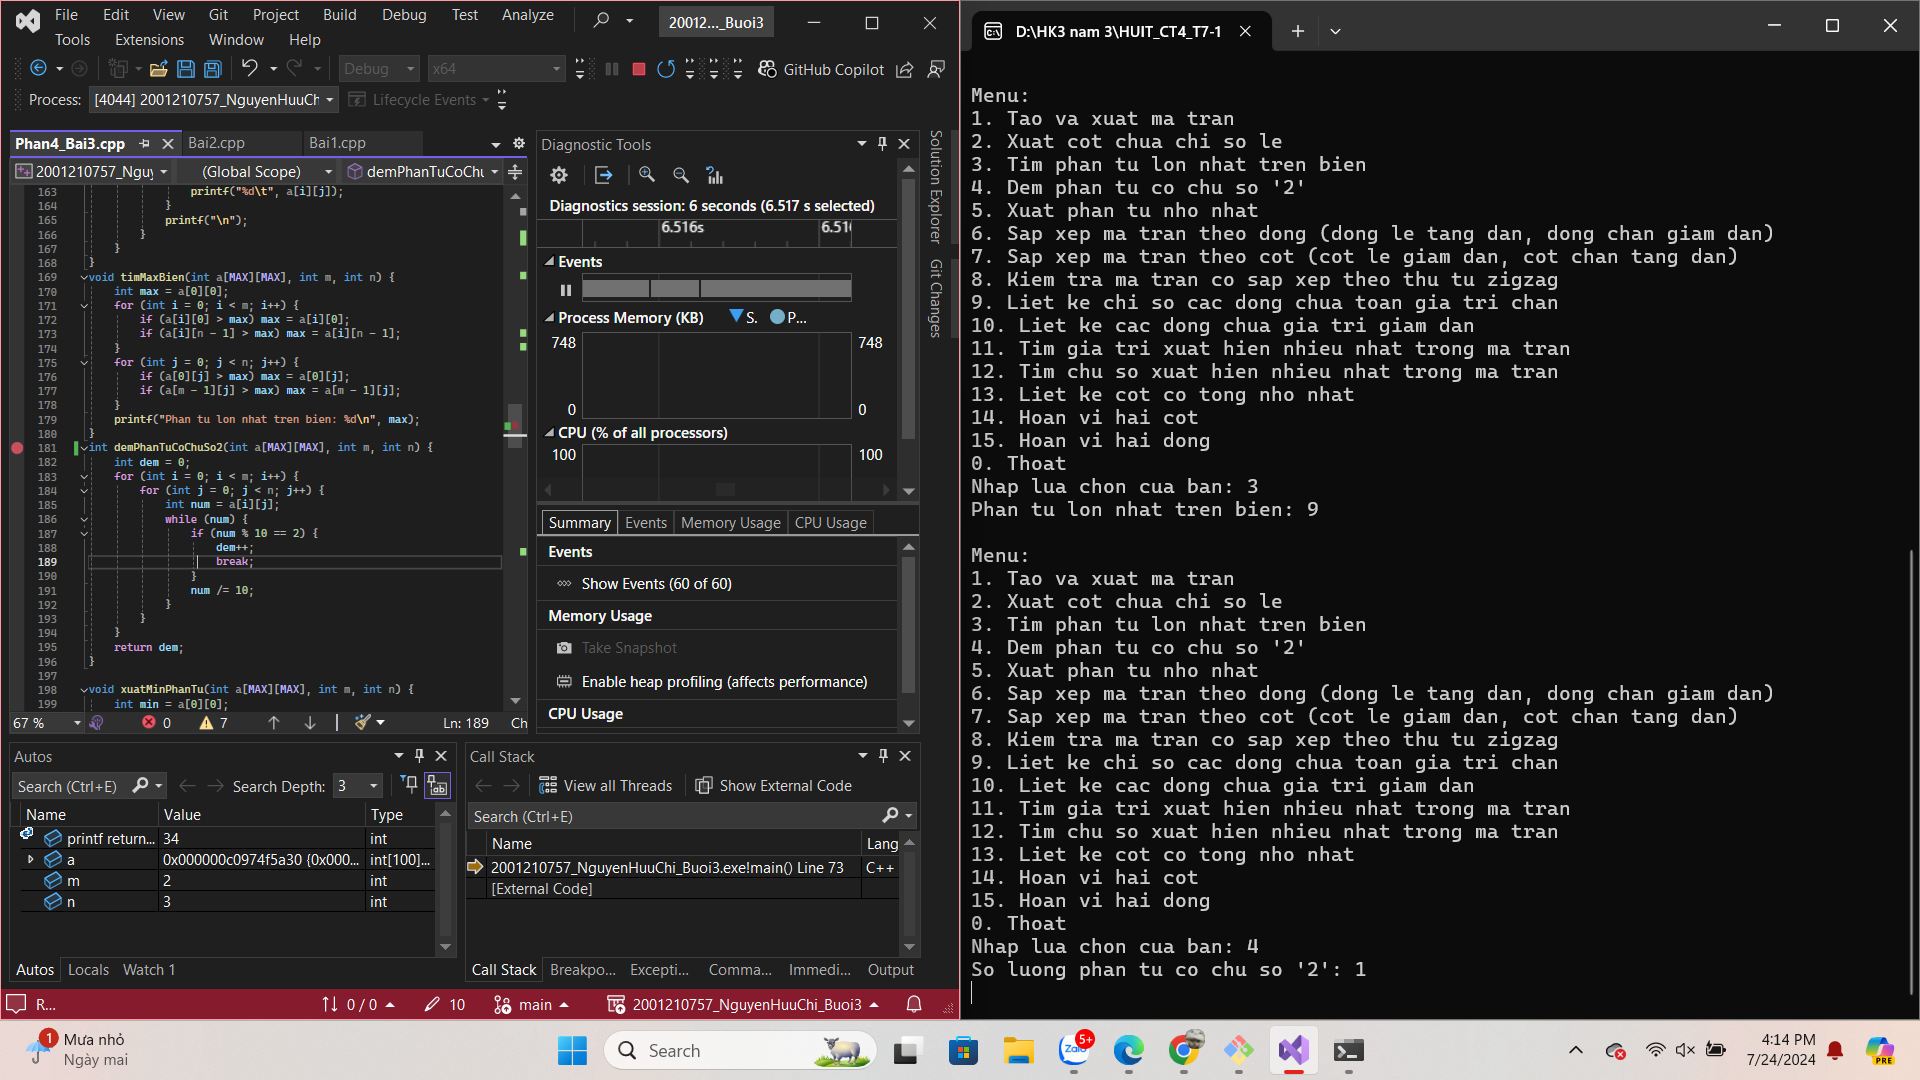 File Edit View Git Project Build Debug Test Analyze
20012..._Buoi3
Tools Extensions Window Help
Debug x64 GitHub Copilot
Process: [4044] 2001210757_NguyenHuuCh Lifecycle Events
Phan4_Bai3.cpp Bai2.cpp Bai1.cpp
2001210757_Nguy (Global Scope) demPhanTuCoChu
163 printf("%d\t", a[i][j]);
164 }
165 printf("\n");
166 }
167 }
168 }
169 void timMaxBien(int a[MAX][MAX], int m, int n) {
170 int max = a[0][0];
171 for (int i = 0; i < m; i++) {
172 if (a[i][0] > max) max = a[i][0];
173 if (a[i][n - 1] > max) max = a[i][n - 1];
174 }
175 for (int j = 0; j < n; j++) {
176 if (a[0][j] > max) max = a[0][j];
177 if (a[m - 1][j] > max) max = a[m - 1][j];
178 }
179 printf("Phan tu lon nhat tren bien: %d\n", max);
180 }
181 int demPhanTuCoChuSo2(int a[MAX][MAX], int m, int n) {
182 int dem = 0;
183 for (int i = 0; i < m; i++) {
184 for (int j = 0; j < n; j++) {
185 int num = a[i][j];
186 while (num) {
187 if (num % 10 == 2) {
188 dem++;
189 break;
190 }
191 num /= 10;
192 }
193 }
194 }
195 return dem;
196 }
197
198 void xuatMinPhanTu(int a[MAX][MAX], int m, int n) {
199 int min = a[0][0];
67 % 0 7 Ln: 189 Ch
Diagnostic Tools
Diagnostics session: 6 seconds (6.517 s selected)
6.516s 6.51
Events
Process Memory (KB) S. P...
748 748
0 0
CPU (% of all processors)
100 100
Summary Events Memory Usage CPU Usage
Events
Show Events (60 of 60)
Memory Usage
Take Snapshot
Enable heap profiling (affects performance)
CPU Usage
Solution Explorer
Git Changes
Autos
Search (Ctrl+E) Search Depth: 3
Name Value Type
printf return... 34 int
a 0x000000c0974f5a30 {0x000... int[100]...
m 2 int
n 3 int
Autos Locals Watch 1
Call Stack
View all Threads Show External Code
Search (Ctrl+E)
Name Lang
2001210757_NguyenHuuChi_Buoi3.exe!main() Line 73 C++
[External Code]
Call Stack Breakpo... Excepti... Comma... Immedi... Output
R... 0 / 0 10 main 2001210757_NguyenHuuChi_Buoi3
D:\HK3 nam 3\HUIT_CT4_T7-1
Menu:
1. Tao va xuat ma tran
2. Xuat cot chua chi so le
3. Tim phan tu lon nhat tren bien
4. Dem phan tu co chu so '2'
5. Xuat phan tu nho nhat
6. Sap xep ma tran theo dong (dong le tang dan, dong chan giam dan)
7. Sap xep ma tran theo cot (cot le giam dan, cot chan tang dan)
8. Kiem tra ma tran co sap xep theo thu tu zigzag
9. Liet ke chi so cac dong chua toan gia tri chan
10. Liet ke cac dong chua gia tri giam dan
11. Tim gia tri xuat hien nhieu nhat trong ma tran
12. Tim chu so xuat hien nhieu nhat trong ma tran
13. Liet ke cot co tong nho nhat
14. Hoan vi hai cot
15. Hoan vi hai dong
0. Thoat
Nhap lua chon cua ban: 3
Phan tu lon nhat tren bien: 9
Menu:
1. Tao va xuat ma tran
2. Xuat cot chua chi so le
3. Tim phan tu lon nhat tren bien
4. Dem phan tu co chu so '2'
5. Xuat phan tu nho nhat
6. Sap xep ma tran theo dong (dong le tang dan, dong chan giam dan)
7. Sap xep ma tran theo cot (cot le giam dan, cot chan tang dan)
8. Kiem tra ma tran co sap xep theo thu tu zigzag
9. Liet ke chi so cac dong chua toan gia tri chan
10. Liet ke cac dong chua gia tri giam dan
11. Tim gia tri xuat hien nhieu nhat trong ma tran
12. Tim chu so xuat hien nhieu nhat trong ma tran
13. Liet ke cot co tong nho nhat
14. Hoan vi hai cot
15. Hoan vi hai dong
0. Thoat
Nhap lua chon cua ban: 4
So luong phan tu co chu so '2': 1
1 Mưa nhỏ
Ngày mai
Search
Zalo 5+
4:14 PM
7/24/2024
PRE